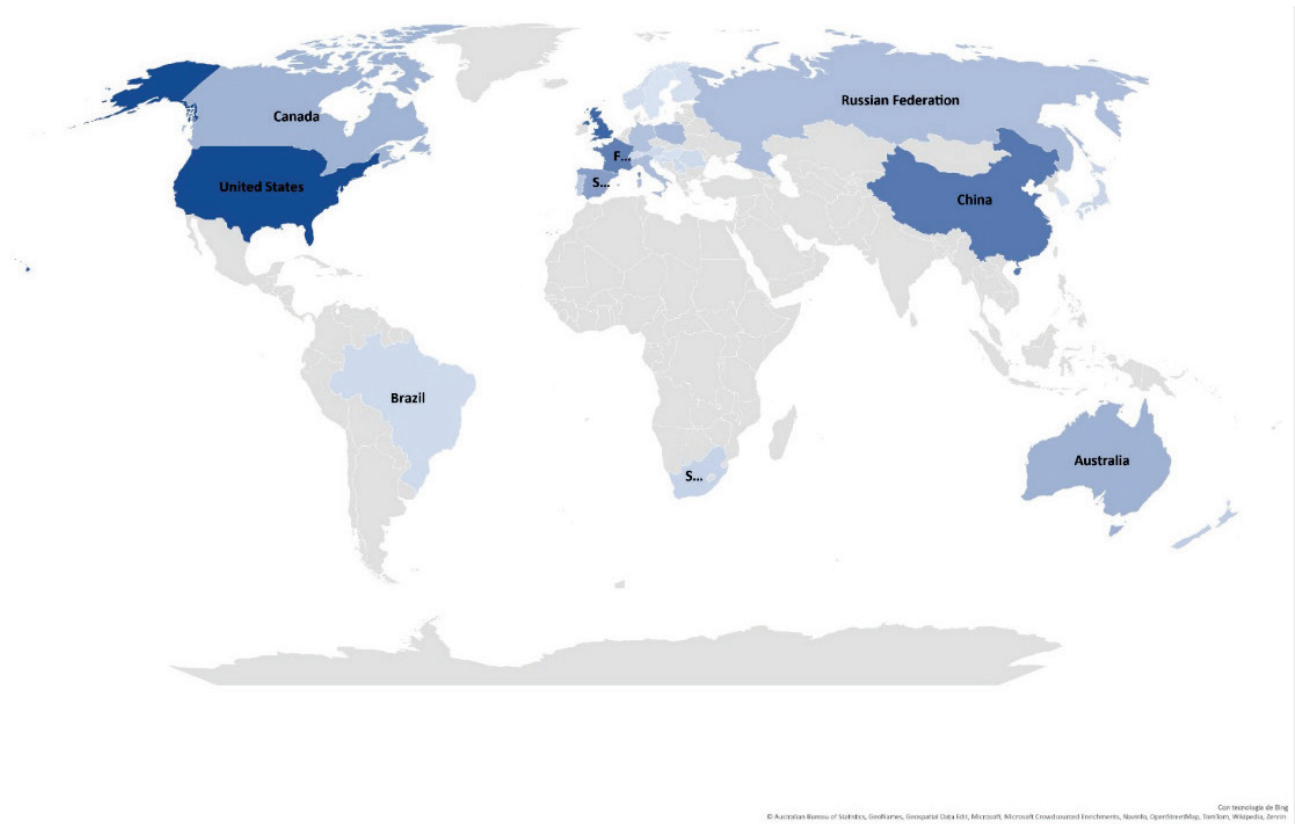 Canada
Russian Federation
F...
United States
S...
China
Brazil
Australia
S...
Con tecnología de Bing
© Australian Bureau of Statistics, GeoNames, Geospatial Data Edit, Microsoft, Microsoft Crowdsourced Enrichments, Navinfo, OpenStreetMap, TomTom, Wikipedia, Zenrin